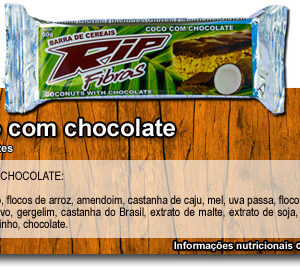 COCO COM CHOCOLATE
BARRA DE CEREAIS
50g
RIP
Fibras
COCONUTS WITH CHOCOLATE
com chocolate
CHOCOLATE:
, flocos de arroz, amendoim, castanha de caju, mel, uva passa, floco
vo, gergelim, castanha do Brasil, extrato de malte, extrato de soja,
inho, chocolate.
Informações nutricionais